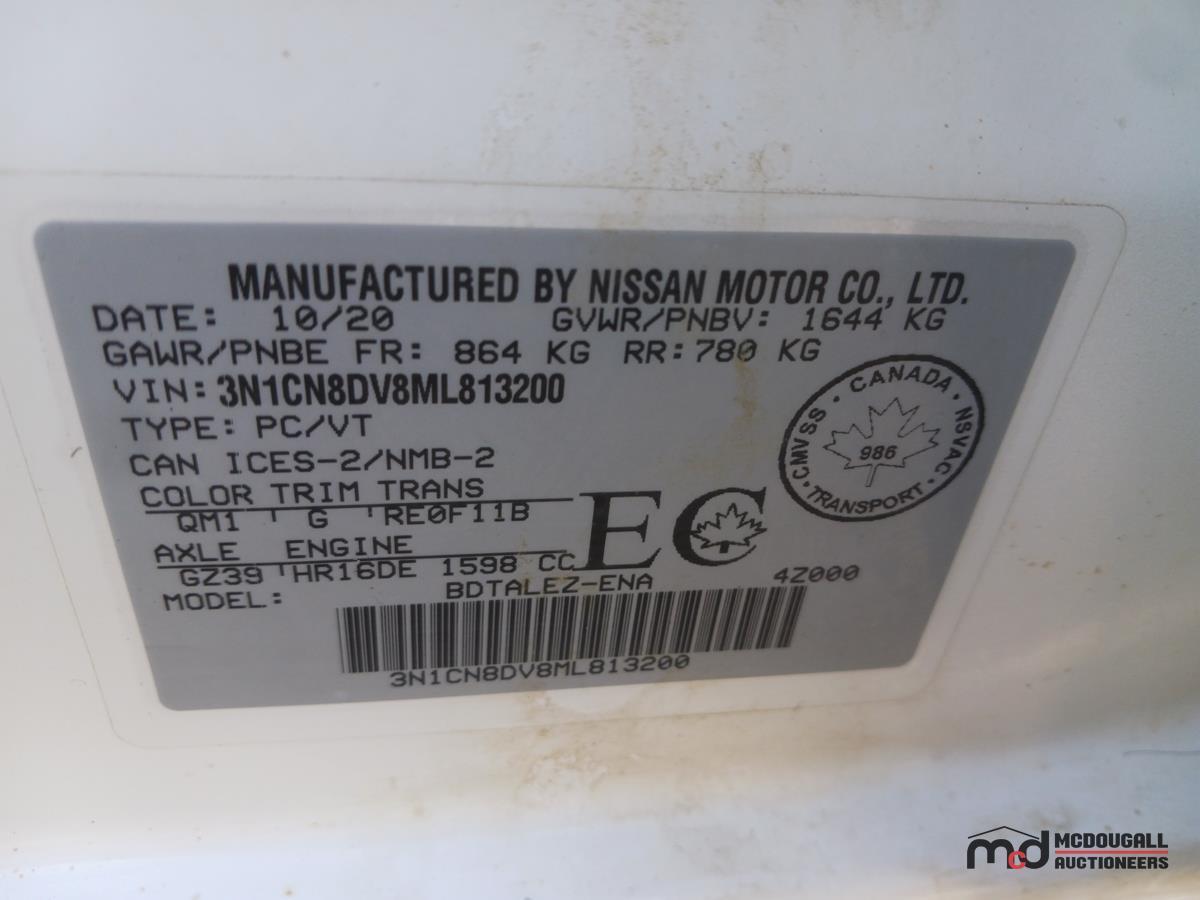 MANUFACTURED BY NISSAN MOTOR CO., LTD.
DATE: 10/20 GVWR/PNBV: 1644 KG
GAWR/PNBE FR: 864 KG RR: 780 KG
VIN: 3N1CN8DV8ML813200
TYPE: PC/VT
CAN ICES-2/NMB-2
COLOR TRIM TRANS
QM1 G RE0F11B
AXLE ENGINE
GZ39 HR16DE 1598 CC
MODEL: BDTALEZ-ENA 4Z000
3N1CN8DV8ML813200
EC
CMVSS · CANADA · NSVAC
986
· TRANSPORT ·
mcd MCDOUGALL
AUCTIONEERS